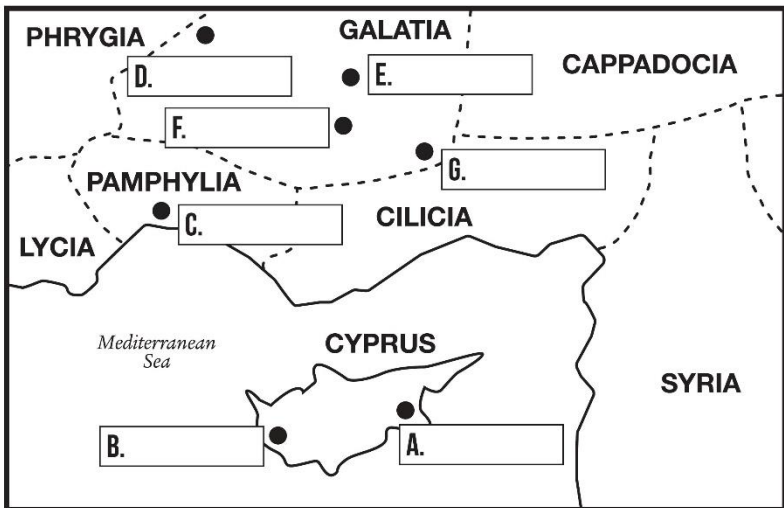 PHRYGIA
GALATIA
CAPPADOCIA
D.
E.
F.
G.
PAMPHYLIA
C.
CILICIA
LYCIA
Mediterranean
Sea
CYPRUS
SYRIA
B.
A.